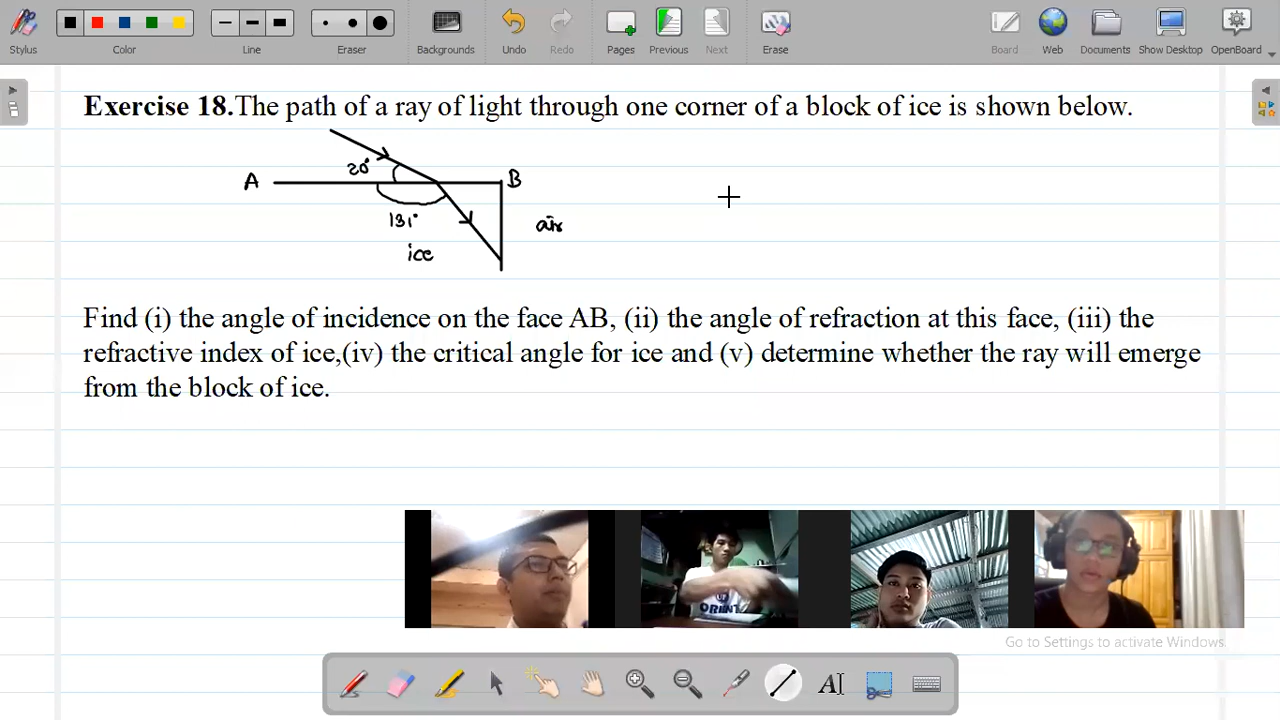 Stylus Color Line Eraser Backgrounds Undo Redo Pages Previous Next Erase Board Web Documents Show Desktop OpenBoard
Exercise 18.The path of a ray of light through one corner of a block of ice is shown below.
20°
A B
131° air
ice
Find (i) the angle of incidence on the face AB, (ii) the angle of refraction at this face, (iii) the
refractive index of ice,(iv) the critical angle for ice and (v) determine whether the ray will emerge
from the block of ice.
ORIENT
Go to Settings to activate Windows.
AI